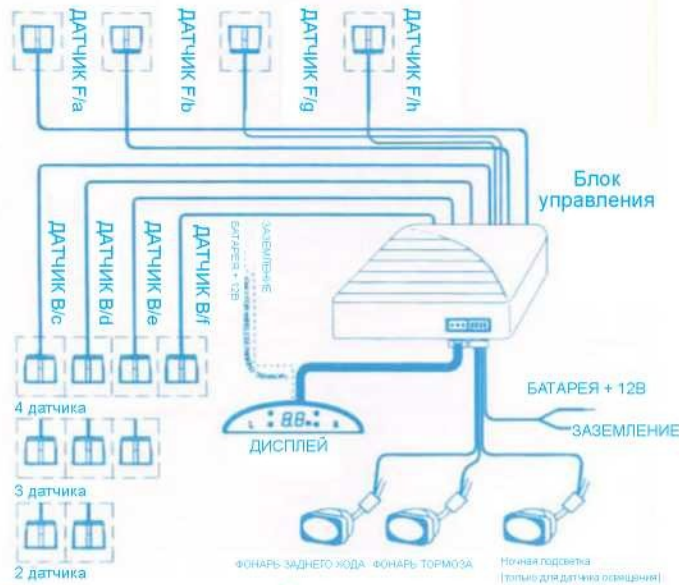 ДАТЧИК F/a
ДАТЧИК F/b
ДАТЧИК F/g
ДАТЧИК F/h
Блок
управления
ДАТЧИК B/c
ДАТЧИК B/d
ДАТЧИК B/e
ДАТЧИК B/f
БАТАРЕЯ + 12В
ЗАЗЕМЛЕНИЕ
4 датчика
ДИСПЛЕЙ
БАТАРЕЯ + 12В
ЗАЗЕМЛЕНИЕ
3 датчика
2 датчика
ФОНАРЬ ЗАДНЕГО ХОДА
ФОНАРЬ ТОРМОЗА
Ночная подсветка
(только для датчика освещения)